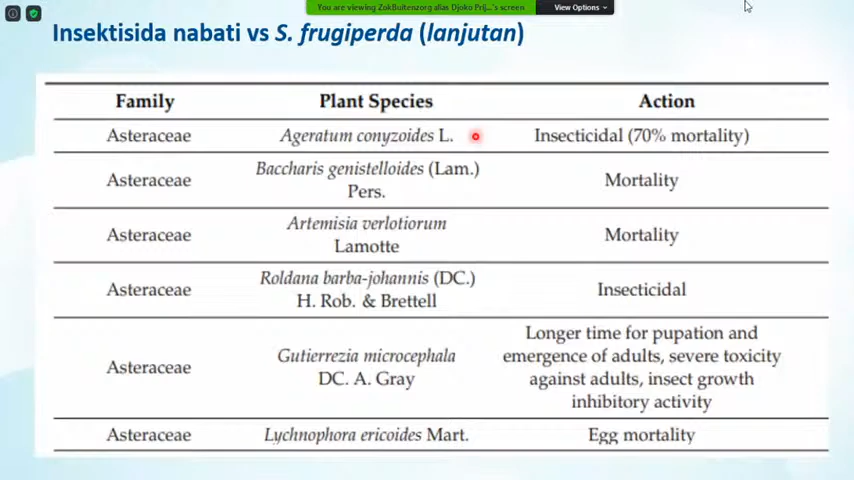 You are viewing ZokBuitenzorg alias Djoko Prij...'s screen
View Options
Insektisida nabati vs S. frugiperda (lanjutan)
Family Plant Species Action
Asteraceae Ageratum conyzoides L. Insecticidal (70% mortality)
Asteraceae Baccharis genistelloides (Lam.) Pers. Mortality
Asteraceae Artemisia verlotiorum Lamotte Mortality
Asteraceae Roldana barba-johannis (DC.) H. Rob. & Brettell Insecticidal
Asteraceae Gutierrezia microcephala DC. A. Gray Longer time for pupation and emergence of adults, severe toxicity against adults, insect growth inhibitory activity
Asteraceae Lychnophora ericoides Mart. Egg mortality